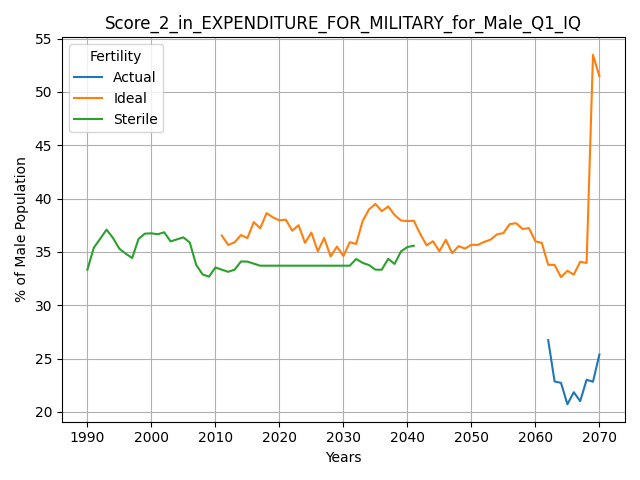 Score_2_in_EXPENDITURE_FOR_MILITARY_for_Male_Q1_IQ
Fertility
Actual
Ideal
Sterile
% of Male Population
55
50
45
40
35
30
25
20
1990 2000 2010 2020 2030 2040 2050 2060 2070
Years